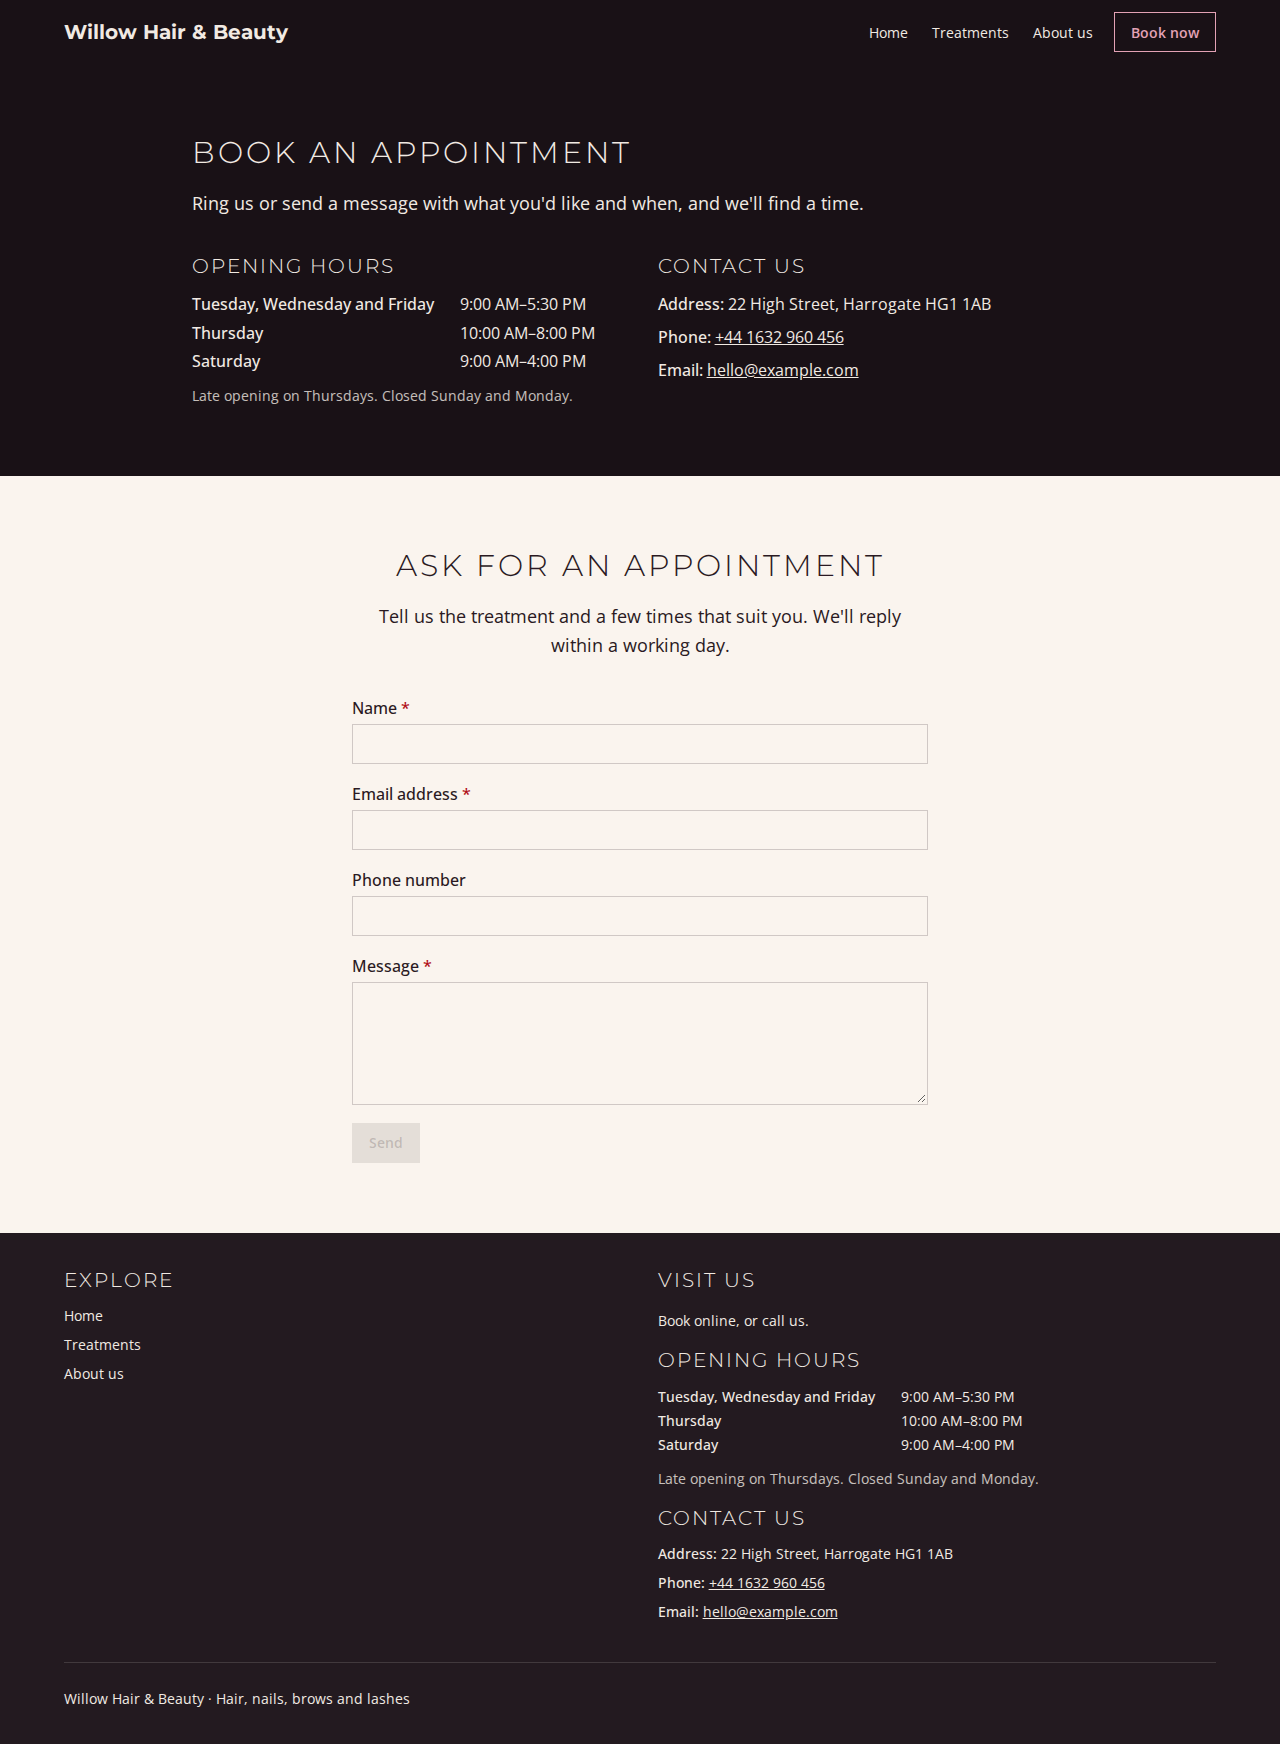 Willow Hair & Beauty
Home Treatments About us Book now
BOOK AN APPOINTMENT
Ring us or send a message with what you'd like and when, and we'll find a time.
OPENING HOURS
Tuesday, Wednesday and Friday 9:00 AM–5:30 PM
Thursday 10:00 AM–8:00 PM
Saturday 9:00 AM–4:00 PM
Late opening on Thursdays. Closed Sunday and Monday.
CONTACT US
Address: 22 High Street, Harrogate HG1 1AB
Phone: +44 1632 960 456
Email: hello@example.com
ASK FOR AN APPOINTMENT
Tell us the treatment and a few times that suit you. We'll reply
within a working day.
Name *
Email address *
Phone number
Message *
Send
EXPLORE
Home
Treatments
About us
VISIT US
Book online, or call us.
OPENING HOURS
Tuesday, Wednesday and Friday 9:00 AM–5:30 PM
Thursday 10:00 AM–8:00 PM
Saturday 9:00 AM–4:00 PM
Late opening on Thursdays. Closed Sunday and Monday.
CONTACT US
Address: 22 High Street, Harrogate HG1 1AB
Phone: +44 1632 960 456
Email: hello@example.com
Willow Hair & Beauty · Hair, nails, brows and lashes